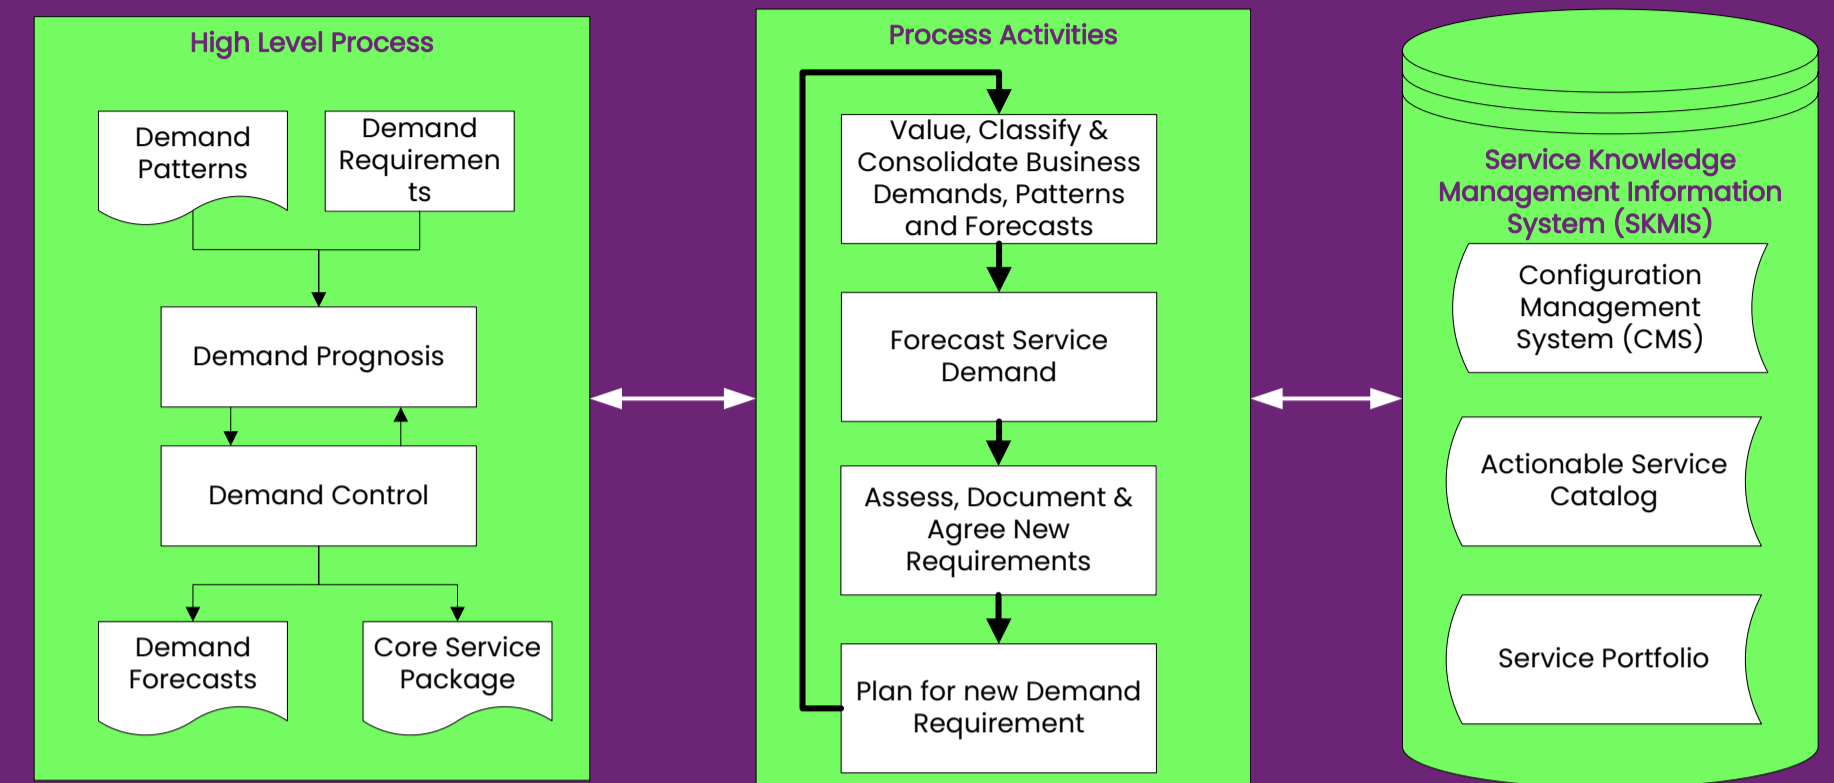 High Level Process
Demand
Patterns
Demand
Requiremen
ts
Demand Prognosis
Demand Control
Demand
Forecasts
Core Service
Package
Process Activities
Value, Classify &
Consolidate Business
Demands, Patterns
and Forecasts
Forecast Service
Demand
Assess, Document &
Agree New
Requirements
Plan for new Demand
Requirement
Service Knowledge
Management Information
System (SKMIS)
Configuration
Management
System (CMS)
Actionable Service
Catalog
Service Portfolio